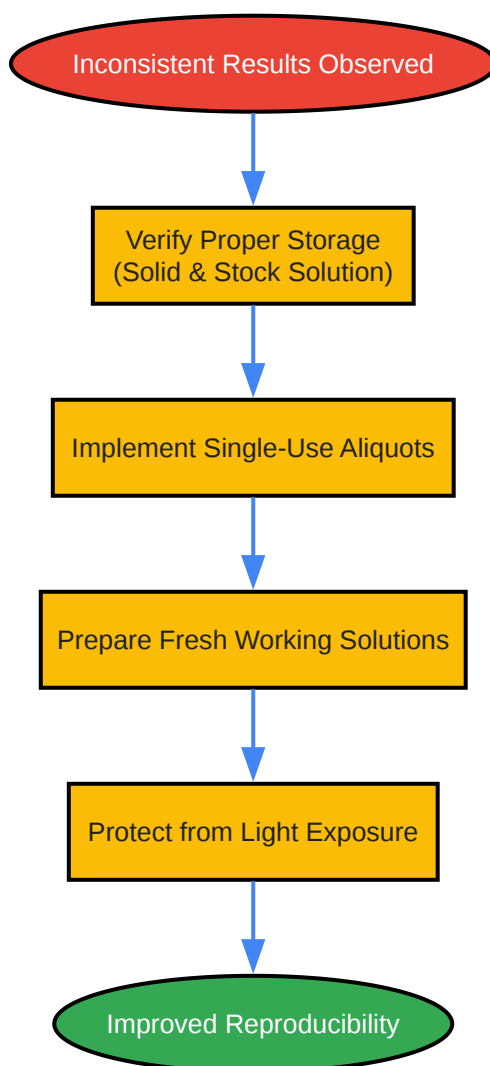 Inconsistent Results Observed
Verify Proper Storage
(Solid & Stock Solution)
Implement Single-Use Aliquots
Prepare Fresh Working Solutions
Protect from Light Exposure
Improved Reproducibility